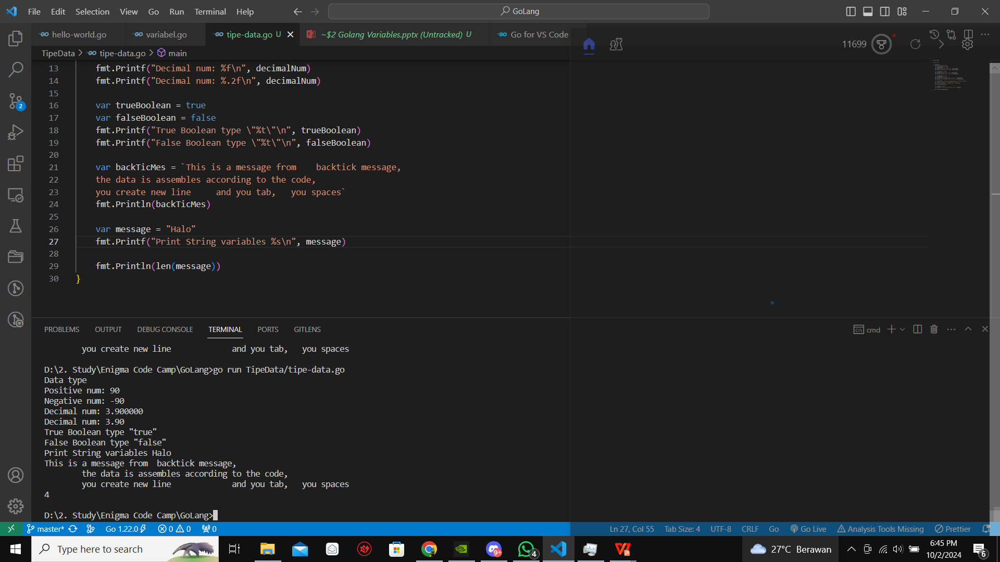 File Edit Selection View Go Run Terminal Help
GoLang
hello-world.go
variabel.go
tipe-data.go U
~$2 Golang Variables.pptx (Untracked) U
Go for VS Code
11699
TipeData > tipe-data.go > main
13 fmt.Printf("Decimal num: %f\n", decimalNum)
14 fmt.Printf("Decimal num: %.2f\n", decimalNum)
15
16 var trueBoolean = true
17 var falseBoolean = false
18 fmt.Printf("True Boolean type \"%t\"\n", trueBoolean)
19 fmt.Printf("False Boolean type \"%t\"\n", falseBoolean)
20
21 var backTicMes = `This is a message from    backtick message,
22 the data is assembles according to the code,
23 you create new line     and you tab,   you spaces`
24 fmt.Println(backTicMes)
25
26 var message = "Halo"
27 fmt.Printf("Print String variables %s\n", message)
28
29 fmt.Println(len(message))
30 }
2
PROBLEMS OUTPUT DEBUG CONSOLE TERMINAL PORTS GITLENS
cmd
you create new line             and you tab,   you spaces
D:\2. Study\Enigma Code Camp\GoLang>go run TipeData/tipe-data.go
Data type
Positive num: 90
Negative num: -90
Decimal num: 3.900000
Decimal num: 3.90
True Boolean type "true"
False Boolean type "false"
Print String variables Halo
This is a message from  backtick message,
the data is assembles according to the code,
you create new line             and you tab,   you spaces
4
D:\2. Study\Enigma Code Camp\GoLang>
master* Go 1.22.0 0 0 0
Ln 27, Col 55 Tab Size: 4 UTF-8 CRLF Go Go Live Analysis Tools Missing Prettier
Type here to search
9+
4
27°C Berawan
6:45 PM
10/2/2024
6